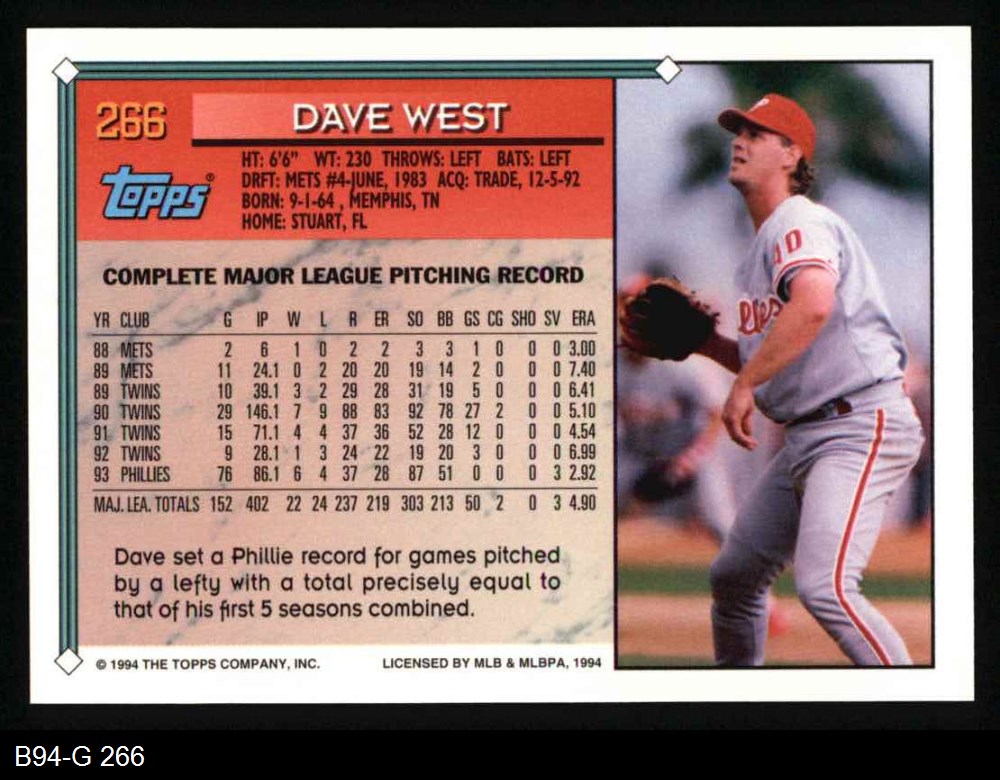 266
DAVE WEST
Topps®
HT: 6'6" WT: 230 THROWS: LEFT BATS: LEFT
DRFT: METS #4-JUNE, 1983 ACQ: TRADE, 12-5-92
BORN: 9-1-64 , MEMPHIS, TN
HOME: STUART, FL
COMPLETE MAJOR LEAGUE PITCHING RECORD
YR CLUB G IP W L R ER SO BB GS CG SHO SV ERA
88 METS 2 6 1 0 2 2 3 3 1 0 0 0 3.00
89 METS 11 24.1 0 2 20 20 19 14 2 0 0 0 7.40
89 TWINS 10 39.1 3 2 29 28 31 19 5 0 0 0 6.41
90 TWINS 29 146.1 7 9 88 83 92 78 27 2 0 0 5.10
91 TWINS 15 71.1 4 4 37 36 52 28 12 0 0 0 4.54
92 TWINS 9 28.1 1 3 24 22 19 20 3 0 0 0 6.99
93 PHILLIES 76 86.1 6 4 37 28 87 51 0 0 0 3 2.92
MAJ. LEA. TOTALS 152 402 22 24 237 219 303 213 50 2 0 3 4.90
Dave set a Phillie record for games pitched
by a lefty with a total precisely equal to
that of his first 5 seasons combined.
© 1994 THE TOPPS COMPANY, INC. LICENSED BY MLB & MLBPA, 1994
P
40
B94-G 266